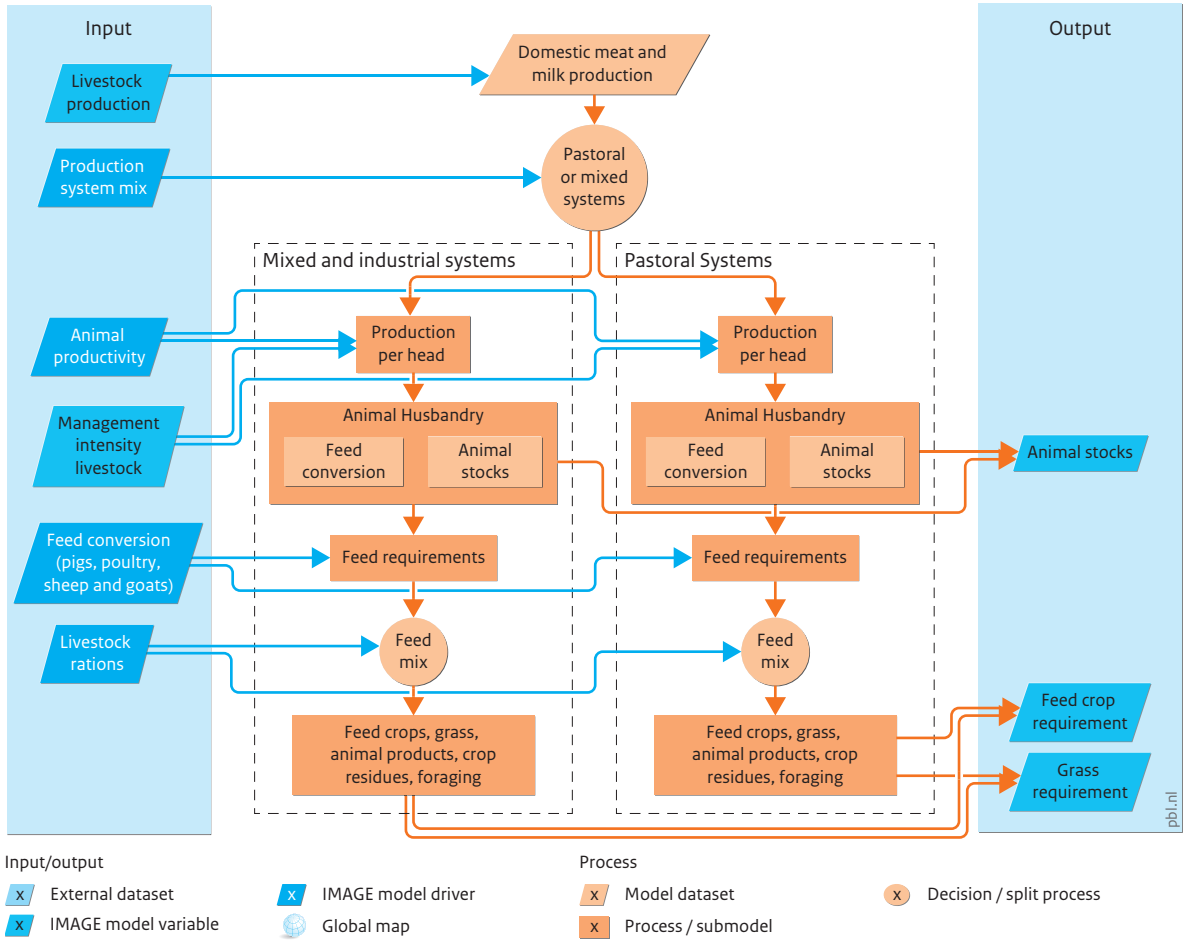 Input
Output
Domestic meat and
milk production
Livestock
production
Pastoral
or mixed
systems
Production
system mix
Mixed and industrial systems
Pastoral Systems
Animal
productivity
Production
per head
Production
per head
Management
intensity
livestock
Animal Husbandry
Feed
conversion
Animal
stocks
Animal Husbandry
Feed
conversion
Animal
stocks
Animal stocks
Feed conversion
(pigs, poultry,
sheep and goats)
Feed requirements
Feed requirements
Livestock
rations
Feed
mix
Feed
mix
Feed crops, grass,
animal products, crop
residues, foraging
Feed crops, grass,
animal products, crop
residues, foraging
Feed crop
requirement
Grass
requirement
pbl.nl
Input/output
Process
x External dataset
x IMAGE model driver
x Model dataset
x Decision / split process
x IMAGE model variable
Global map
x Process / submodel